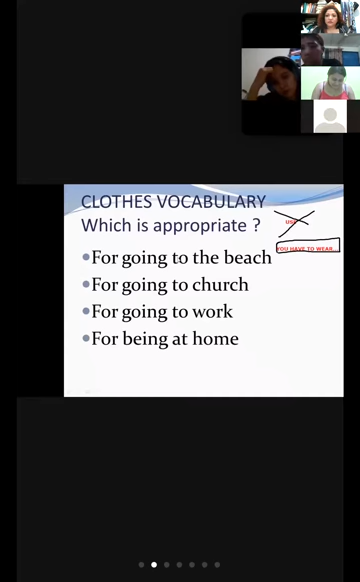 CLOTHES VOCABULARY
Which is appropriate ?
USE
YOU HAVE TO WEAR...
•For going to the beach
•For going to church
•For going to work
•For being at home